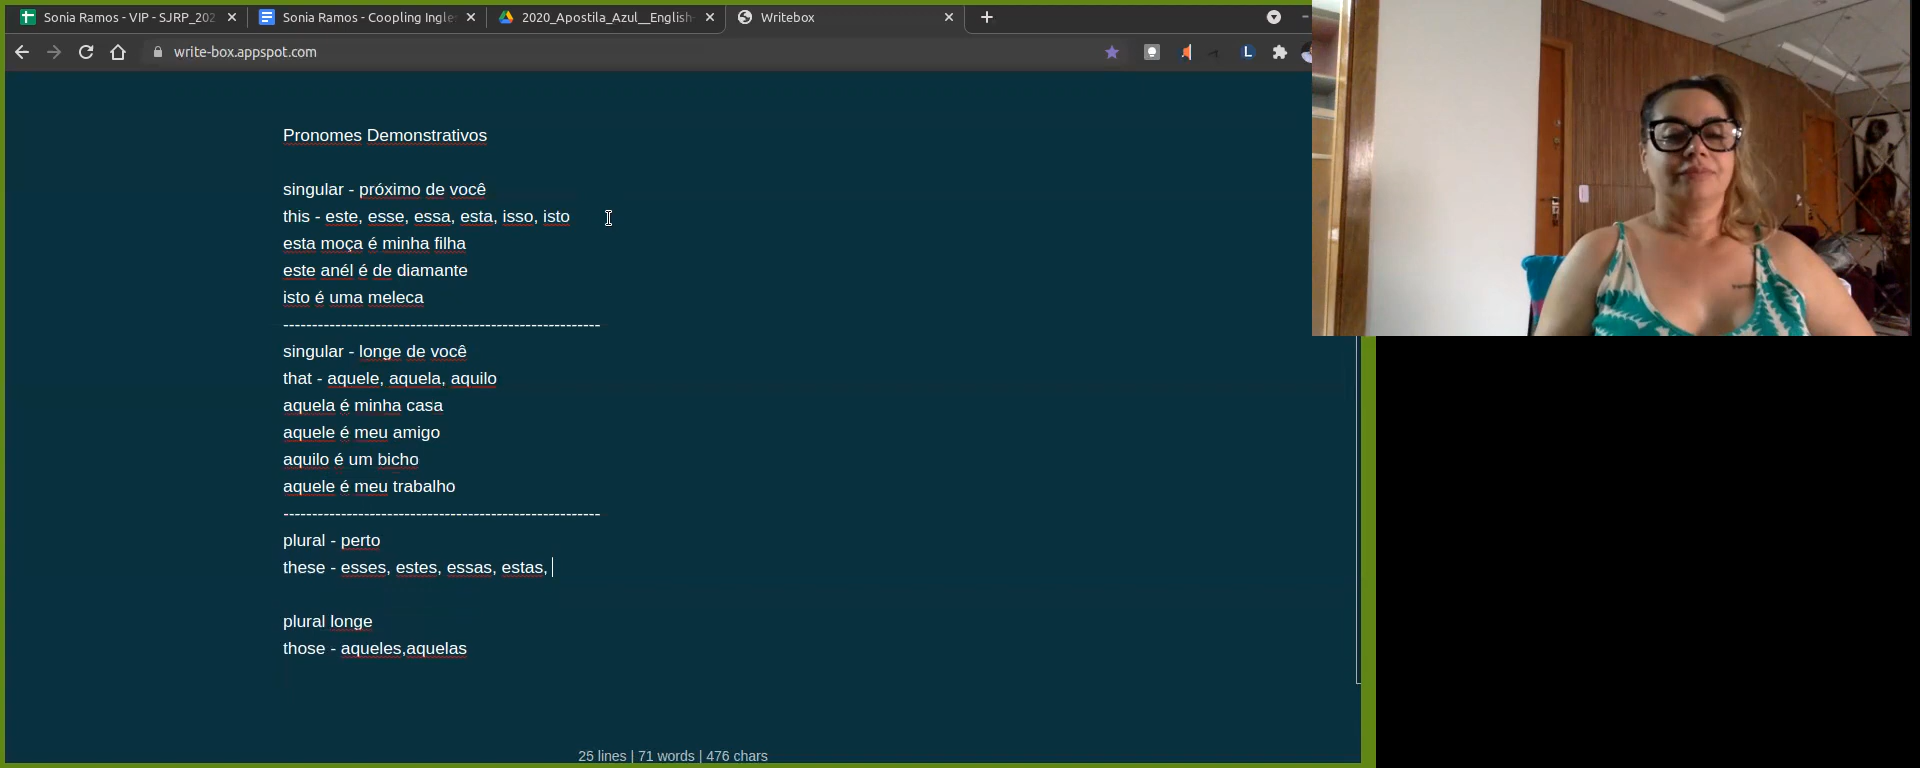 Sonia Ramos - VIP - SJRP_202
Sonia Ramos - Coopling Ingle
2020_Apostila_Azul__English-
Writebox
write-box.appspot.com
Pronomes Demonstrativos
singular - próximo de você
this - este, esse, essa, esta, isso, isto
esta moça é minha filha
este anél é de diamante
isto é uma meleca
-------------------------------------------------------
singular - longe de você
that - aquele, aquela, aquilo
aquela é minha casa
aquele é meu amigo
aquilo é um bicho
aquele é meu trabalho
-------------------------------------------------------
plural - perto
these - esses, estes, essas, estas,
plural longe
those - aqueles,aquelas
25 lines | 71 words | 476 chars